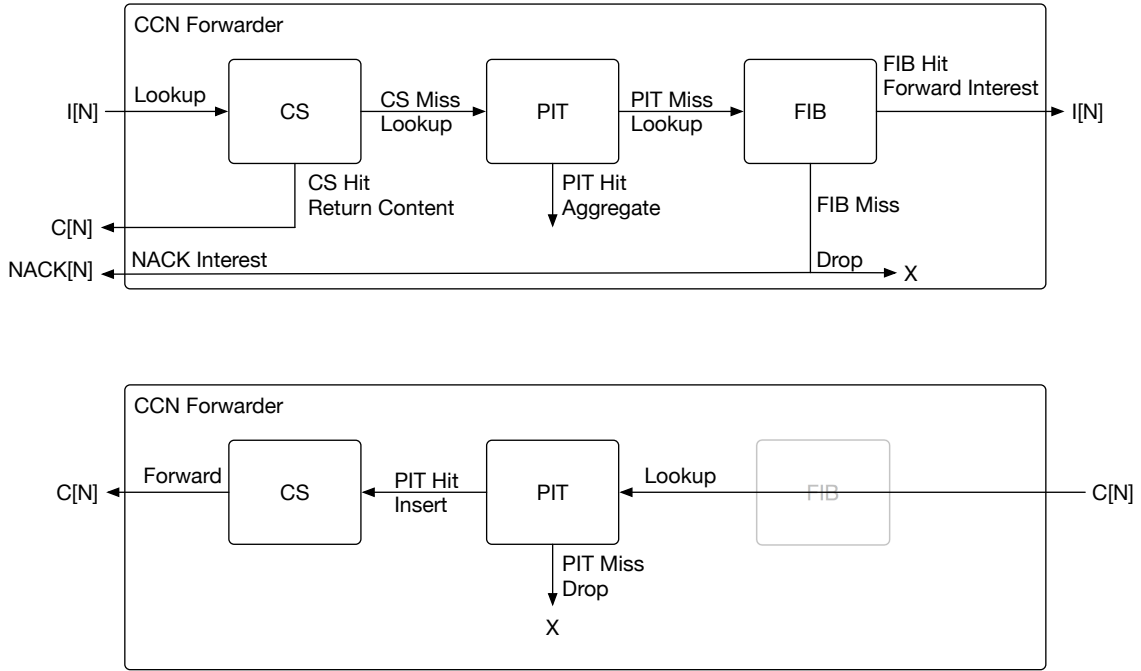 CCN Forwarder
I[N]
Lookup
CS
CS Miss
Lookup
PIT
PIT Miss
Lookup
FIB
FIB Hit
Forward Interest
I[N]
CS Hit
Return Content
PIT Hit
Aggregate
FIB Miss
C[N]
NACK[N]
NACK Interest
Drop
X
CCN Forwarder
C[N]
Forward
CS
PIT Hit
Insert
PIT
Lookup
FIB
C[N]
PIT Miss
Drop
X